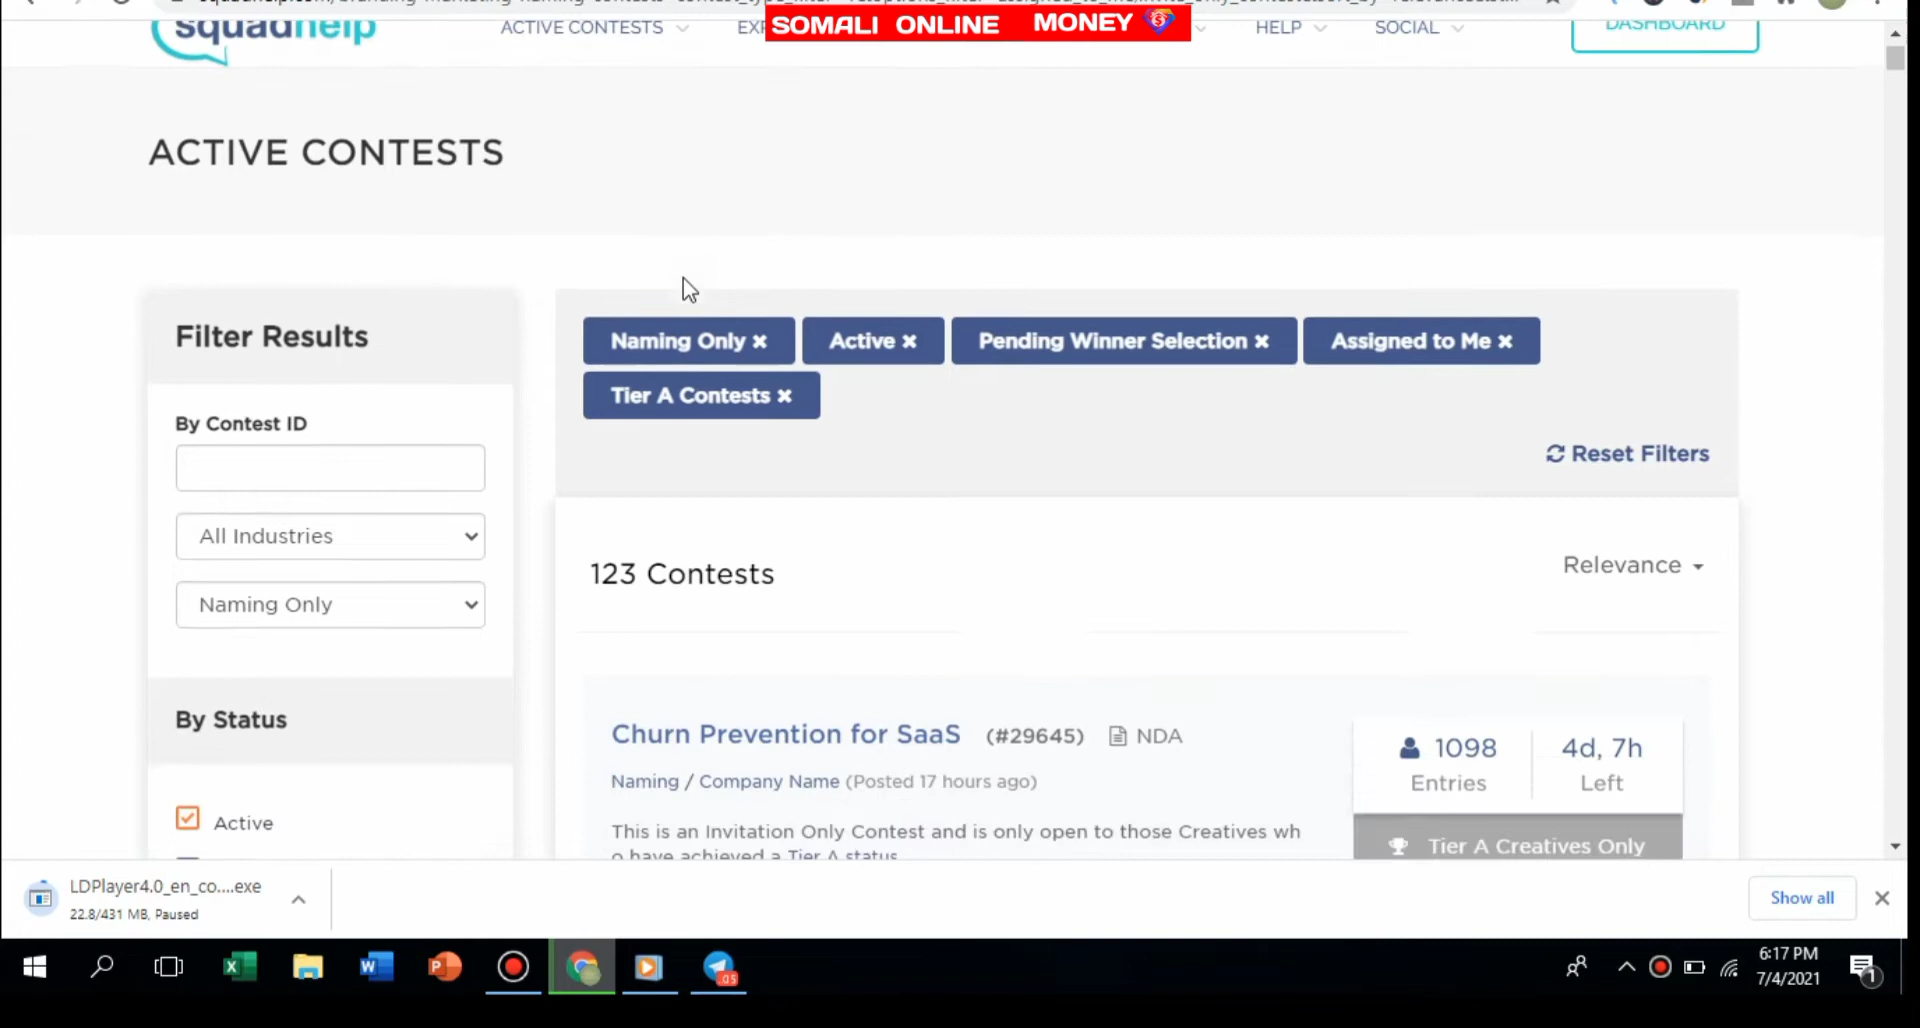 squadhelp
ACTIVE CONTESTS
SOMALI ONLINE MONEY
HELP
SOCIAL
DASHBOARD
ACTIVE CONTESTS
Filter Results
By Contest ID
All Industries
Naming Only
By Status
Active
Naming Only ×
Active ×
Pending Winner Selection ×
Assigned to Me ×
Tier A Contests ×
Reset Filters
123 Contests
Relevance
Churn Prevention for SaaS (#29645) NDA
Naming / Company Name (Posted 17 hours ago)
This is an Invitation Only Contest and is only open to those Creatives wh
o have achieved a Tier A status
1098
Entries
4d, 7h
Left
Tier A Creatives Only
LDPlayer4.0_en_co....exe
22.8/431 MB, Paused
Show all
6:17 PM
7/4/2021
1